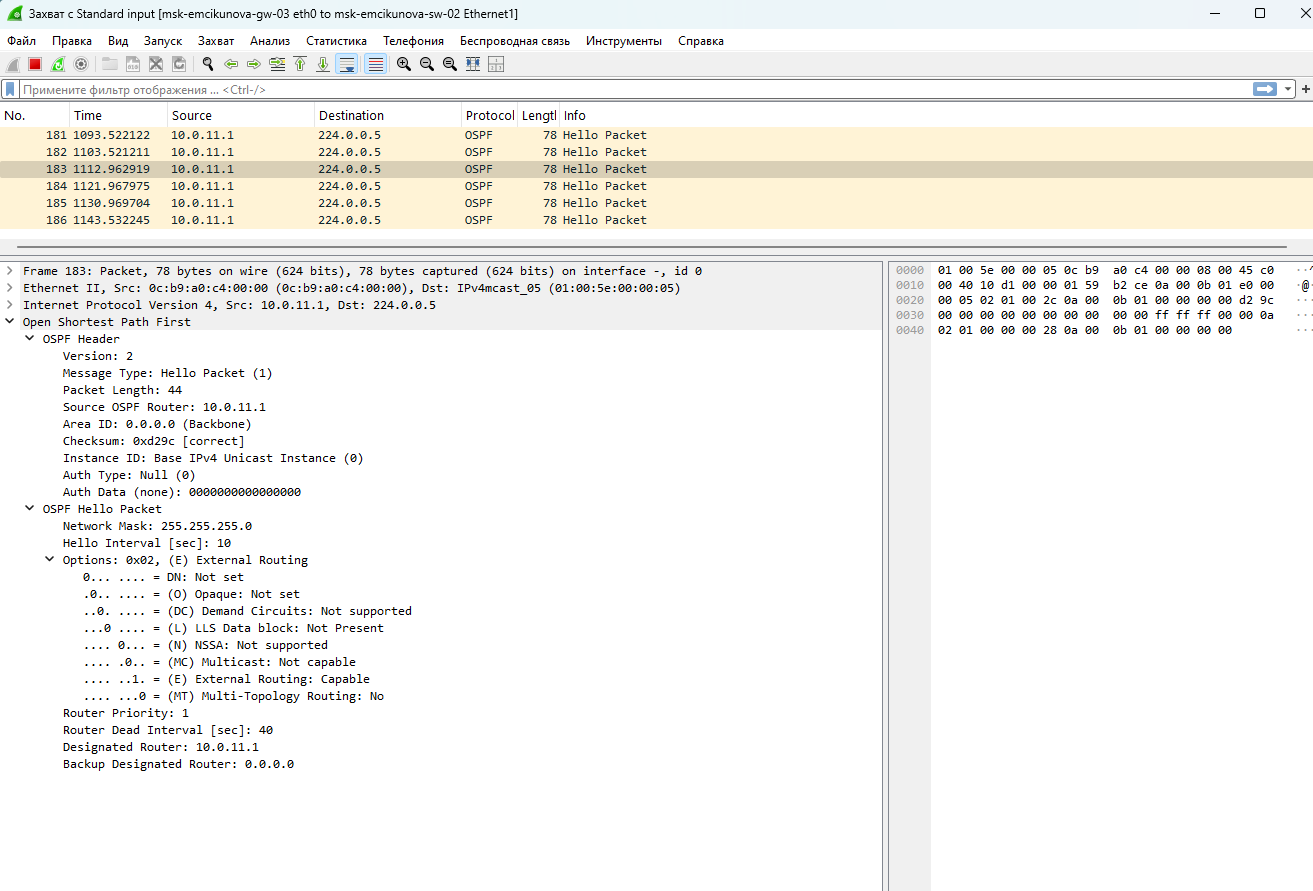 Захват с Standard input [msk-emcikunova-gw-03 eth0 to msk-emcikunova-sw-02 Ethernet1]
Файл Правка Вид Запуск Захват Анализ Статистика Телефония Беспроводная связь Инструменты Справка
Примените фильтр отображения ... <Ctrl-/>
No. Time Source Destination Protocol Lengtl Info
181 1093.522122 10.0.11.1 224.0.0.5 OSPF 78 Hello Packet
182 1103.521211 10.0.11.1 224.0.0.5 OSPF 78 Hello Packet
183 1112.962919 10.0.11.1 224.0.0.5 OSPF 78 Hello Packet
184 1121.967975 10.0.11.1 224.0.0.5 OSPF 78 Hello Packet
185 1130.969704 10.0.11.1 224.0.0.5 OSPF 78 Hello Packet
186 1143.532245 10.0.11.1 224.0.0.5 OSPF 78 Hello Packet
Frame 183: Packet, 78 bytes on wire (624 bits), 78 bytes captured (624 bits) on interface -, id 0
Ethernet II, Src: 0c:b9:a0:c4:00:00 (0c:b9:a0:c4:00:00), Dst: IPv4mcast_05 (01:00:5e:00:00:05)
Internet Protocol Version 4, Src: 10.0.11.1, Dst: 224.0.0.5
Open Shortest Path First
OSPF Header
Version: 2
Message Type: Hello Packet (1)
Packet Length: 44
Source OSPF Router: 10.0.11.1
Area ID: 0.0.0.0 (Backbone)
Checksum: 0xd29c [correct]
Instance ID: Base IPv4 Unicast Instance (0)
Auth Type: Null (0)
Auth Data (none): 0000000000000000
OSPF Hello Packet
Network Mask: 255.255.255.0
Hello Interval [sec]: 10
Options: 0x02, (E) External Routing
0... .... = DN: Not set
.0.. .... = (O) Opaque: Not set
..0. .... = (DC) Demand Circuits: Not supported
...0 .... = (L) LLS Data block: Not Present
.... 0... = (N) NSSA: Not supported
.... .0.. = (MC) Multicast: Not capable
.... ..1. = (E) External Routing: Capable
.... ...0 = (MT) Multi-Topology Routing: No
Router Priority: 1
Router Dead Interval [sec]: 40
Designated Router: 10.0.11.1
Backup Designated Router: 0.0.0.0
0000 01 00 5e 00 00 05 0c b9 a0 c4 00 00 08 00 45 c0 ··^
0010 00 40 10 d1 00 00 01 59 b2 ce 0a 00 0b 01 e0 00 ·@·
0020 00 05 02 01 00 2c 0a 00 0b 01 00 00 00 00 d2 9c ···
0030 00 00 00 00 00 00 00 00 00 00 ff ff ff 00 00 0a ···
0040 02 01 00 00 00 28 0a 00 0b 01 00 00 00 00 ···